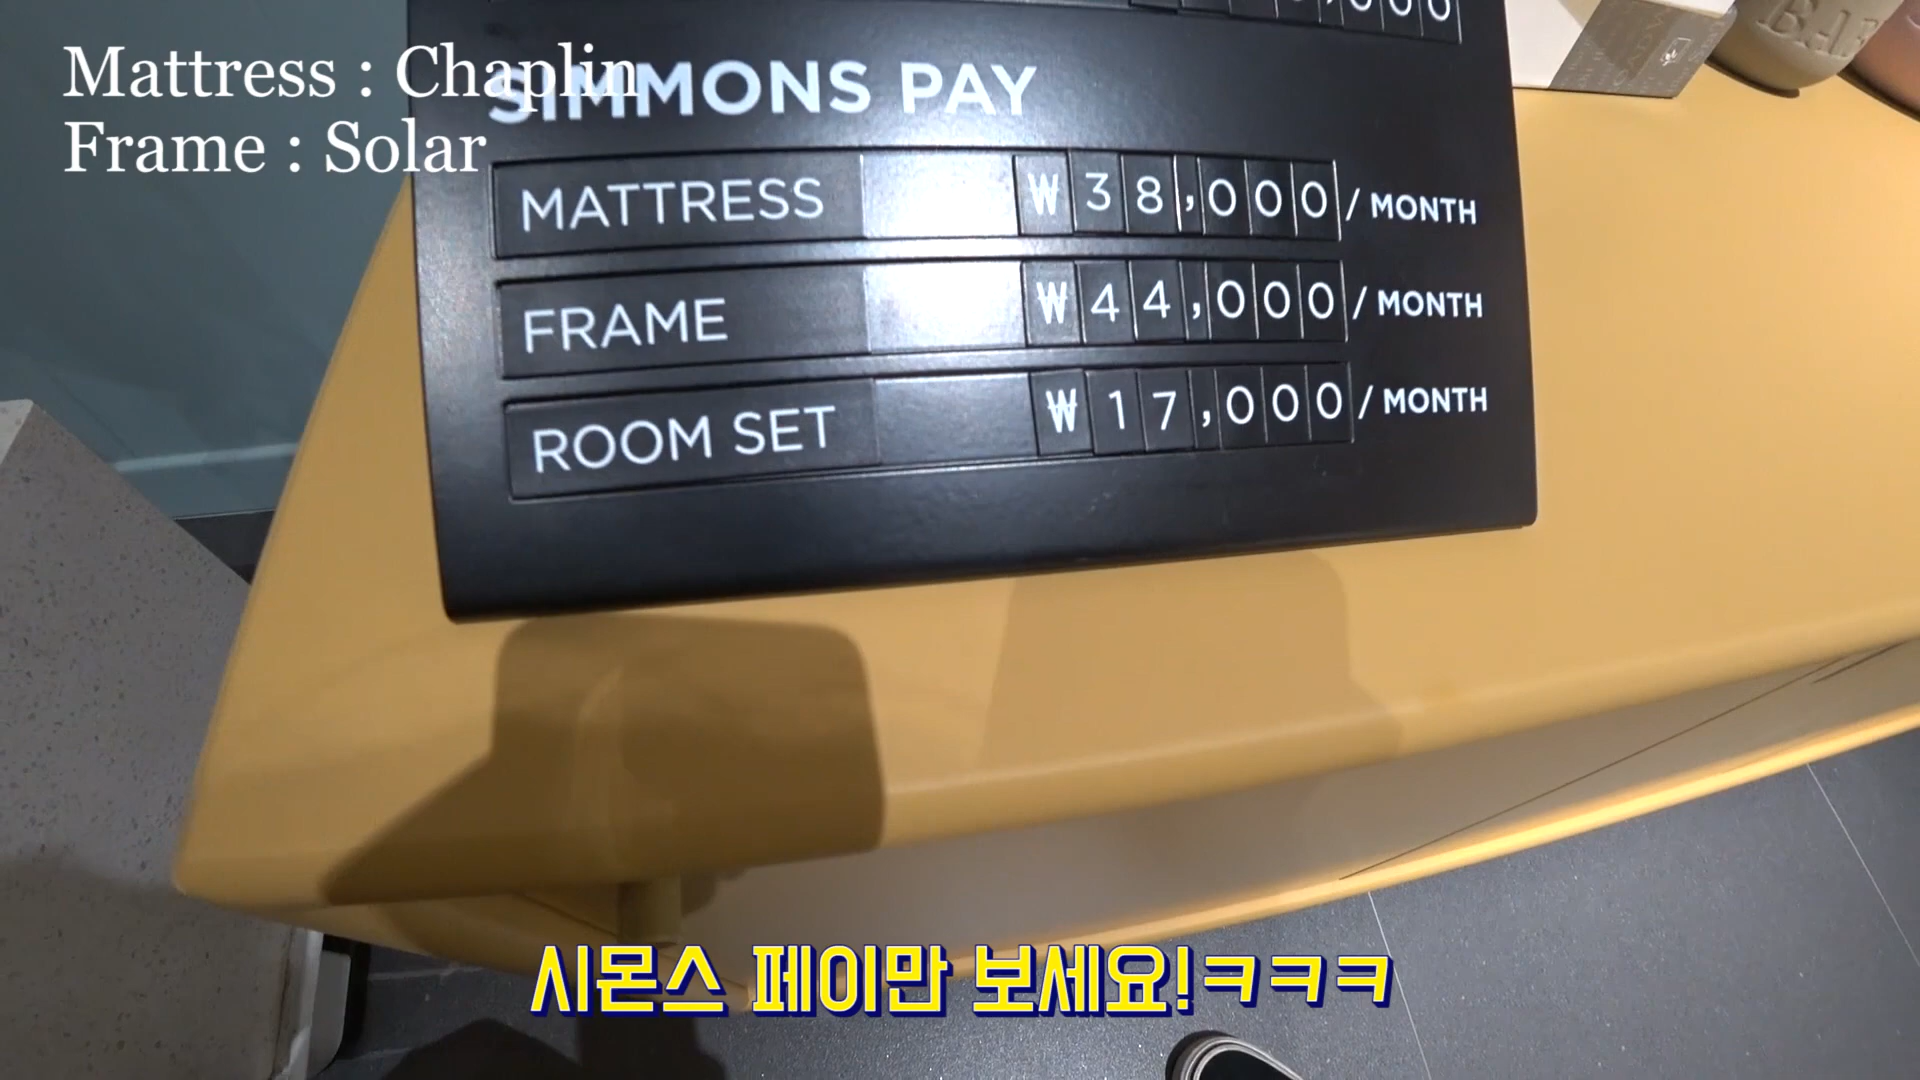 Mattress : Chaplin
Frame : Solar
SIMMONS PAY
MATTRESS ₩38,000 / MONTH
FRAME ₩44,000 / MONTH
ROOM SET ₩17,000 / MONTH
시몬스 페이만 보세요!ㅋㅋㅋ